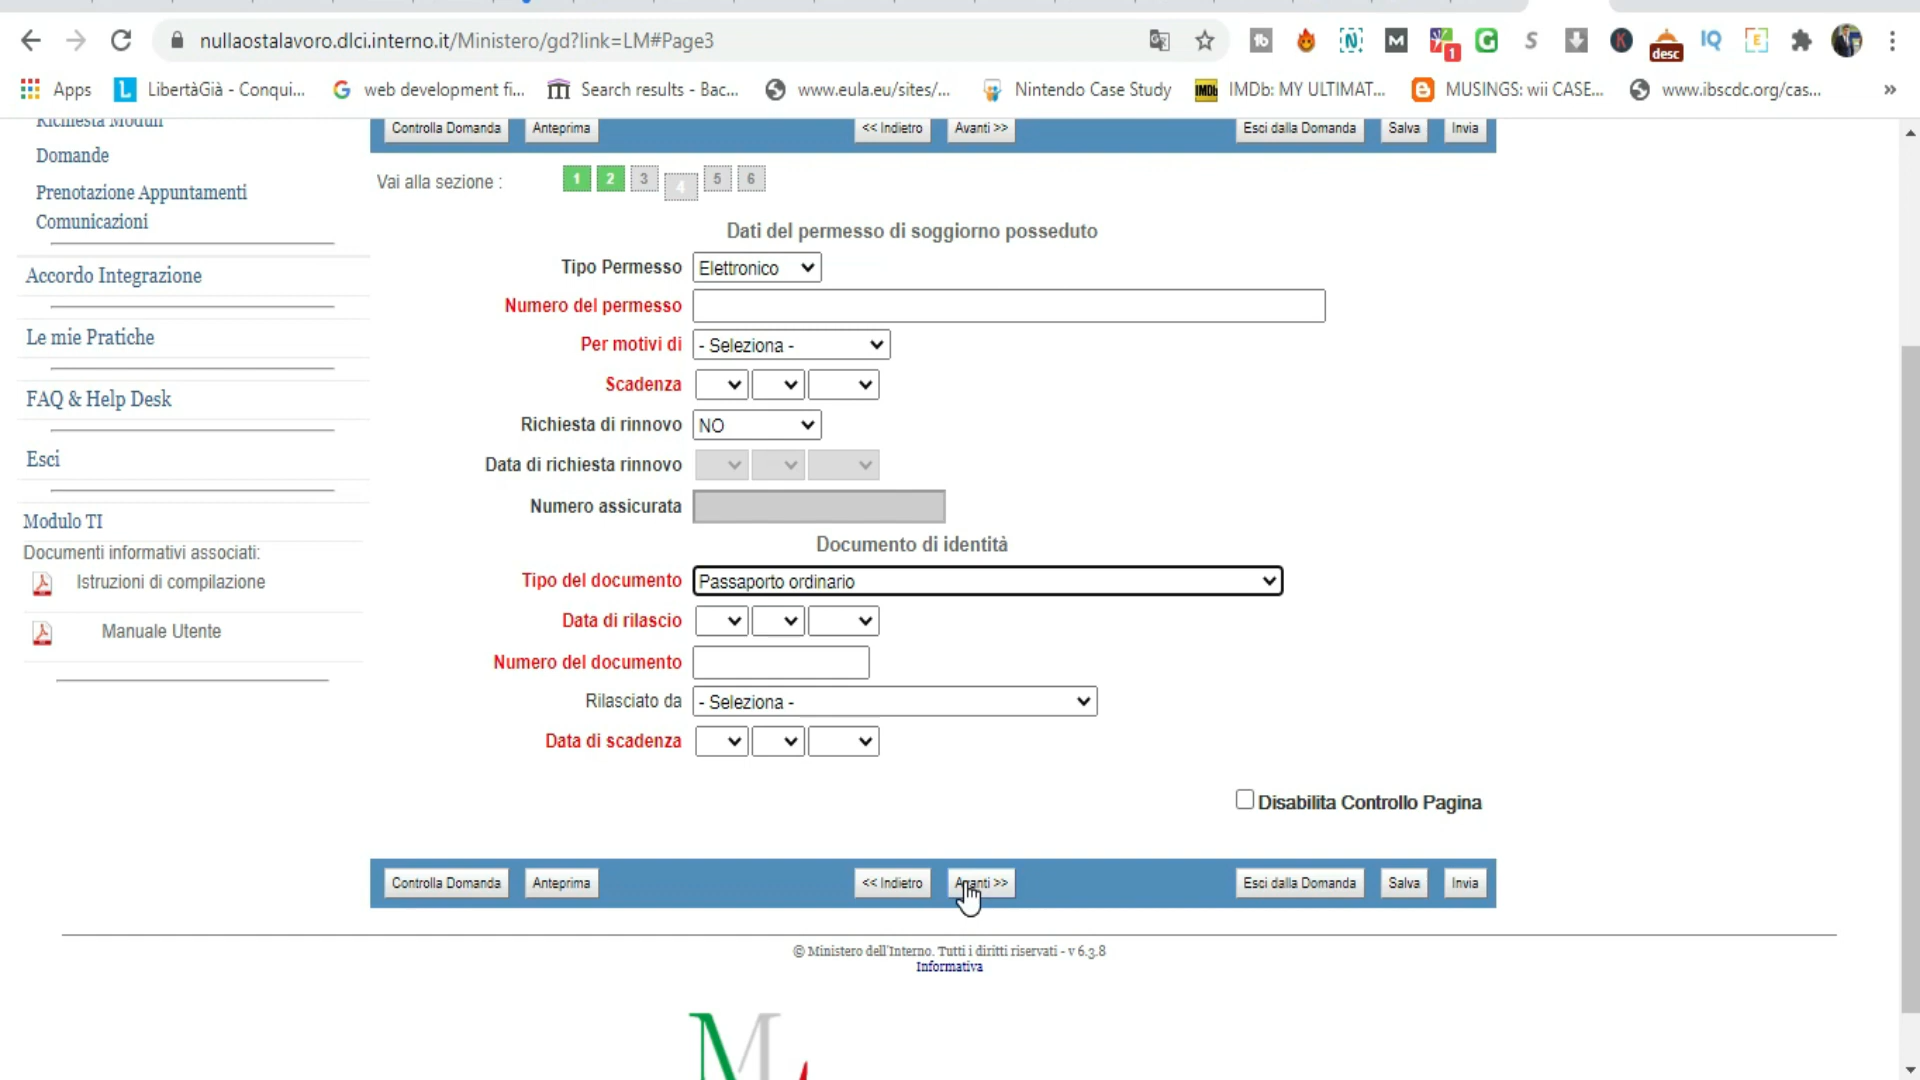 nullaostalavoro.dlci.interno.it/Ministero/gd?link=LM#Page3
1
desc
IQ
Apps
LibertàGià - Conqui...
web development fi...
Search results - Bac...
www.eula.eu/sites/...
Nintendo Case Study
IMDb: MY ULTIMAT...
MUSINGS: wii CASE...
www.ibscdc.org/cas...
»
Richiesta Moduli
Domande
Prenotazione Appuntamenti
Comunicazioni
Accordo Integrazione
Le mie Pratiche
FAQ & Help Desk
Esci
Modulo TI
Documenti informativi associati:
Istruzioni di compilazione
Manuale Utente
Controlla Domanda Anteprima << Indietro Avanti >> Esci dalla Domanda Salva Invia
Vai alla sezione : 1 2 3 4 5 6
Dati del permesso di soggiorno posseduto
Tipo Permesso Elettronico
Numero del permesso
Per motivi di - Seleziona -
Scadenza
Richiesta di rinnovo NO
Data di richiesta rinnovo
Numero assicurata
Documento di identità
Tipo del documento Passaporto ordinario
Data di rilascio
Numero del documento
Rilasciato da - Seleziona -
Data di scadenza
Disabilita Controllo Pagina
Controlla Domanda Anteprima << Indietro Avanti >> Esci dalla Domanda Salva Invia
© Ministero dell'Interno. Tutti i diritti riservati - v 6.3.8
Informativa